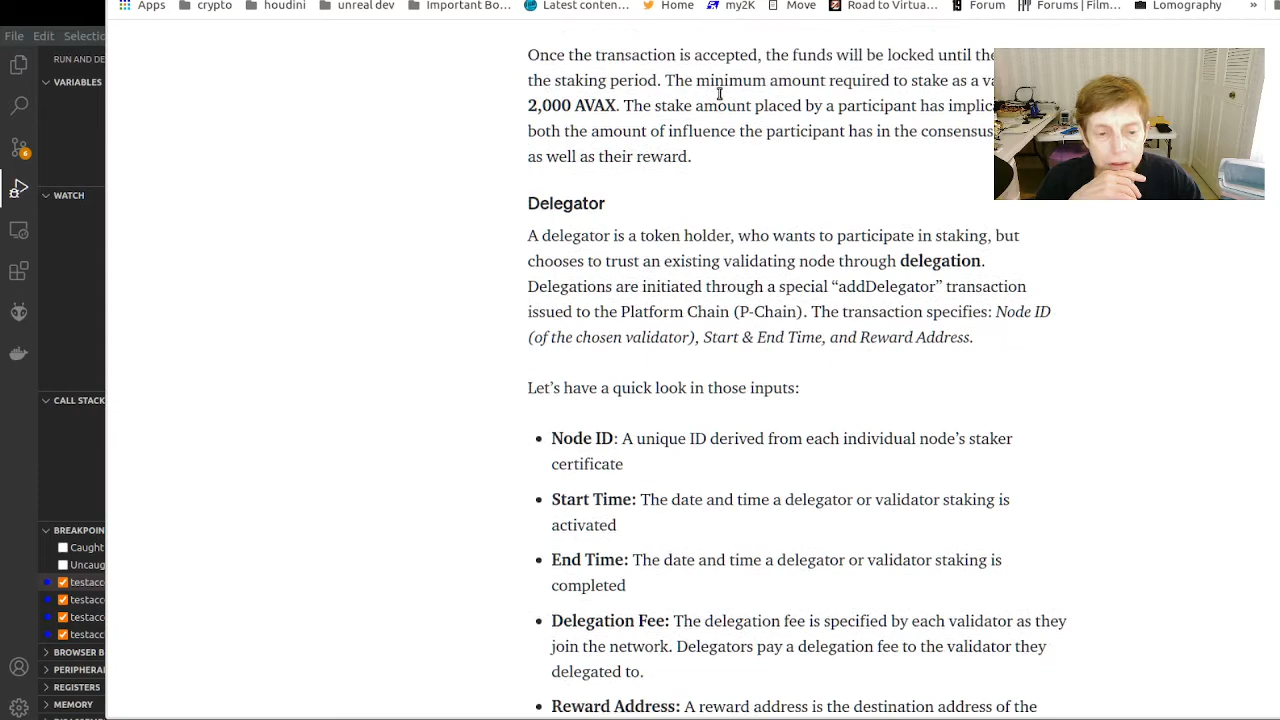 Apps crypto houdini unreal dev Important Bo... Latest conten... Home my2K Move Road to Virtua... Forum Forums | Film... Lomography »
File Edit
RUN AND DE
VARIABLES
WATCH
CALL STACK
BREAKPOIN
Caught
Uncaug
testacc
testacc
testacc
testacc
BROWSER B
PERIPHERA
REGISTERS
MEMORY
6
Once the transaction is accepted, the funds will be locked until the
the staking period. The minimum amount required to stake as a va
2,000 AVAX. The stake amount placed by a participant has implica
both the amount of influence the participant has in the consensus
as well as their reward.
Delegator
A delegator is a token holder, who wants to participate in staking, but
chooses to trust an existing validating node through delegation.
Delegations are initiated through a special “addDelegator” transaction
issued to the Platform Chain (P-Chain). The transaction specifies: Node ID
(of the chosen validator), Start & End Time, and Reward Address.
Let’s have a quick look in those inputs:
Node ID: A unique ID derived from each individual node’s staker
certificate
Start Time: The date and time a delegator or validator staking is
activated
End Time: The date and time a delegator or validator staking is
completed
Delegation Fee: The delegation fee is specified by each validator as they
join the network. Delegators pay a delegation fee to the validator they
delegated to.
Reward Address: A reward address is the destination address of the